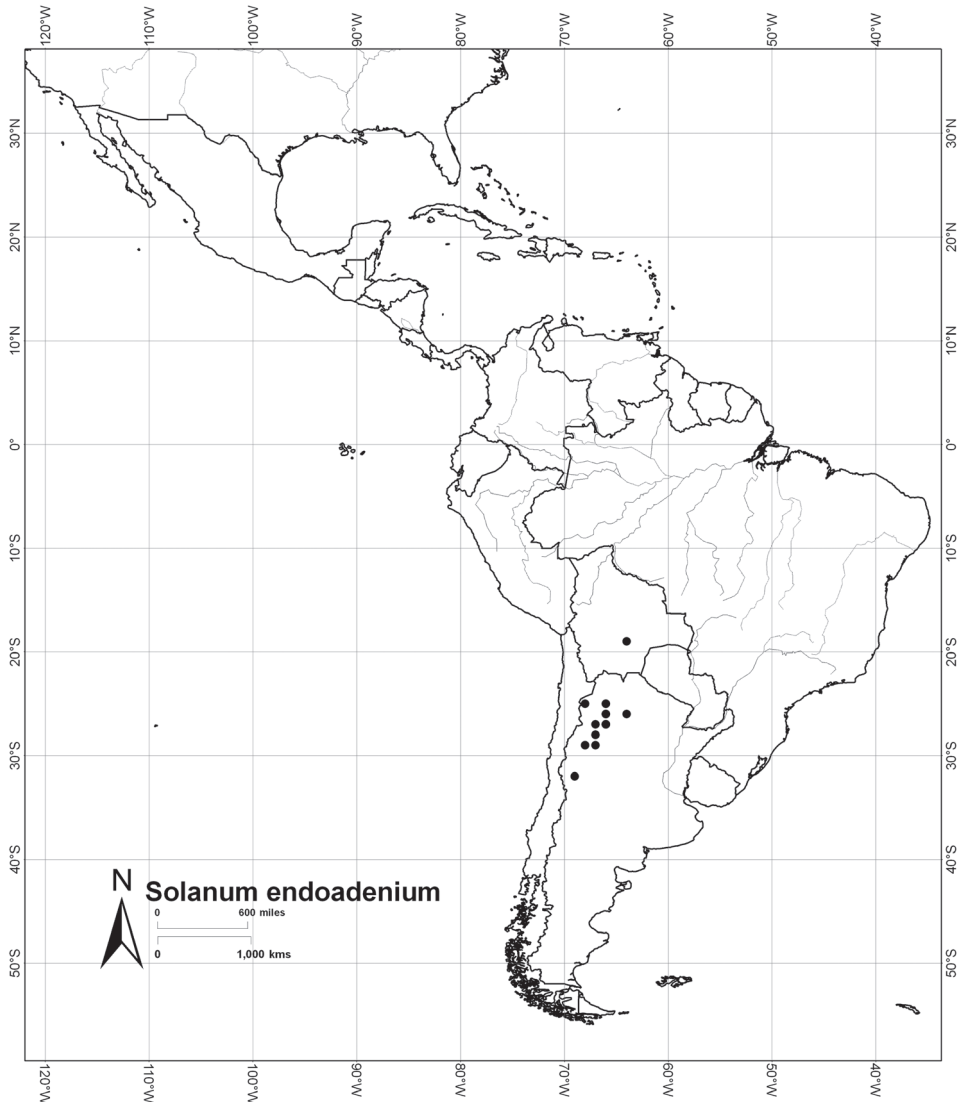 120°W 110°W 100°W 90°W 80°W 70°W 60°W 50°W 40°W
30°N 30°N
20°N 20°N
10°N 10°N
0° 0°
10°S 10°S
20°S 20°S
30°S 30°S
40°S 40°S
50°S 50°S
N
Solanum endoadenium
0 600 miles
0 1,000 kms
120°W 110°W 100°W 90°W 80°W 70°W 60°W 50°W 40°W